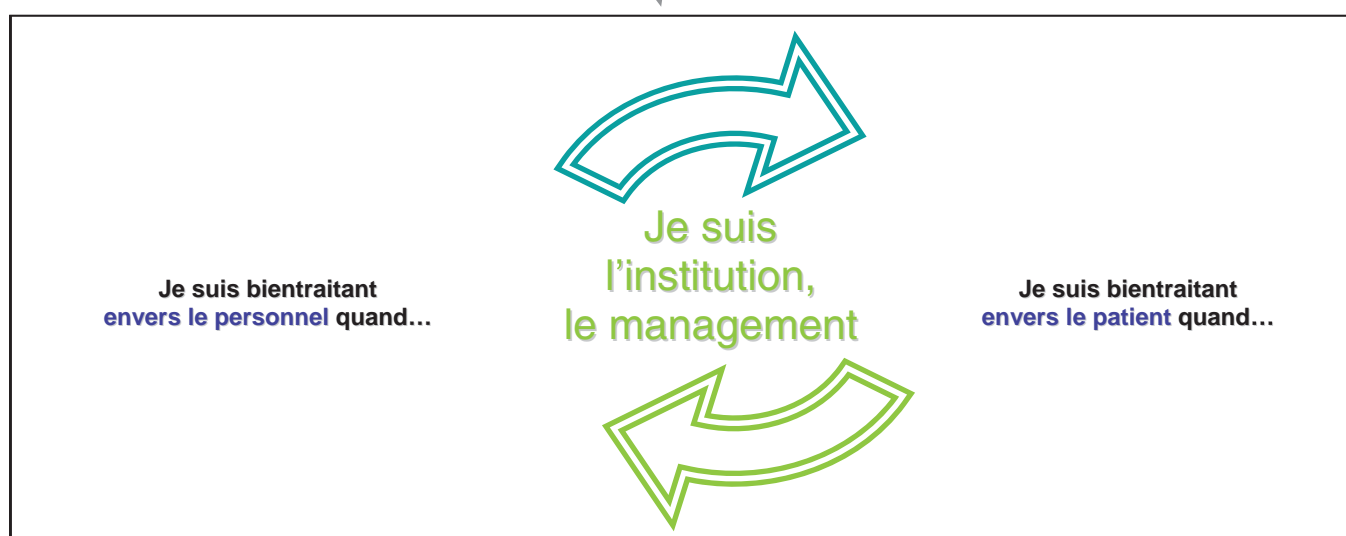 Je suis bientraitant
envers le personnel quand…
Je suis
l’institution,
le management
Je suis bientraitant
envers le patient quand…